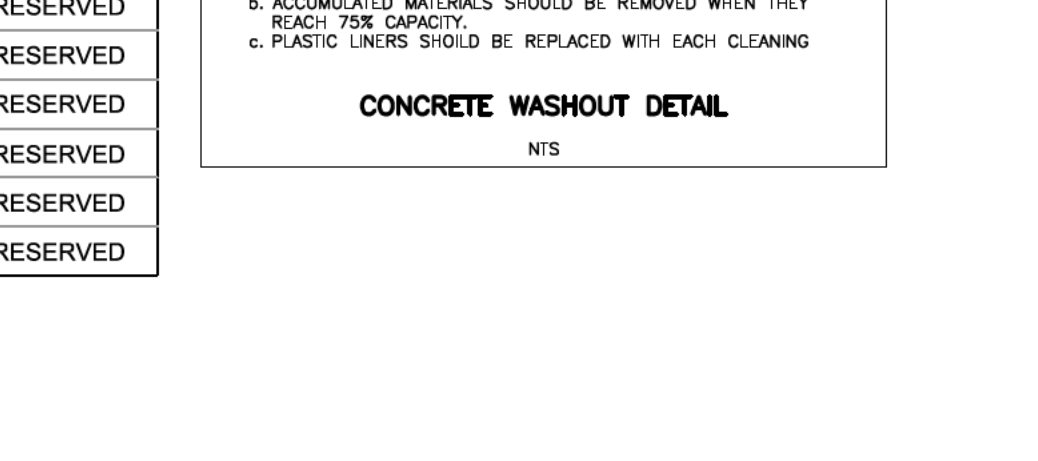 RESERVED
RESERVED
RESERVED
RESERVED
RESERVED
RESERVED
b. ACCUMULATED MATERIALS SHOULD BE REMOVED WHEN THEY
REACH 75% CAPACITY.
c. PLASTIC LINERS SHOILD BE REPLACED WITH EACH CLEANING
CONCRETE WASHOUT DETAIL
NTS